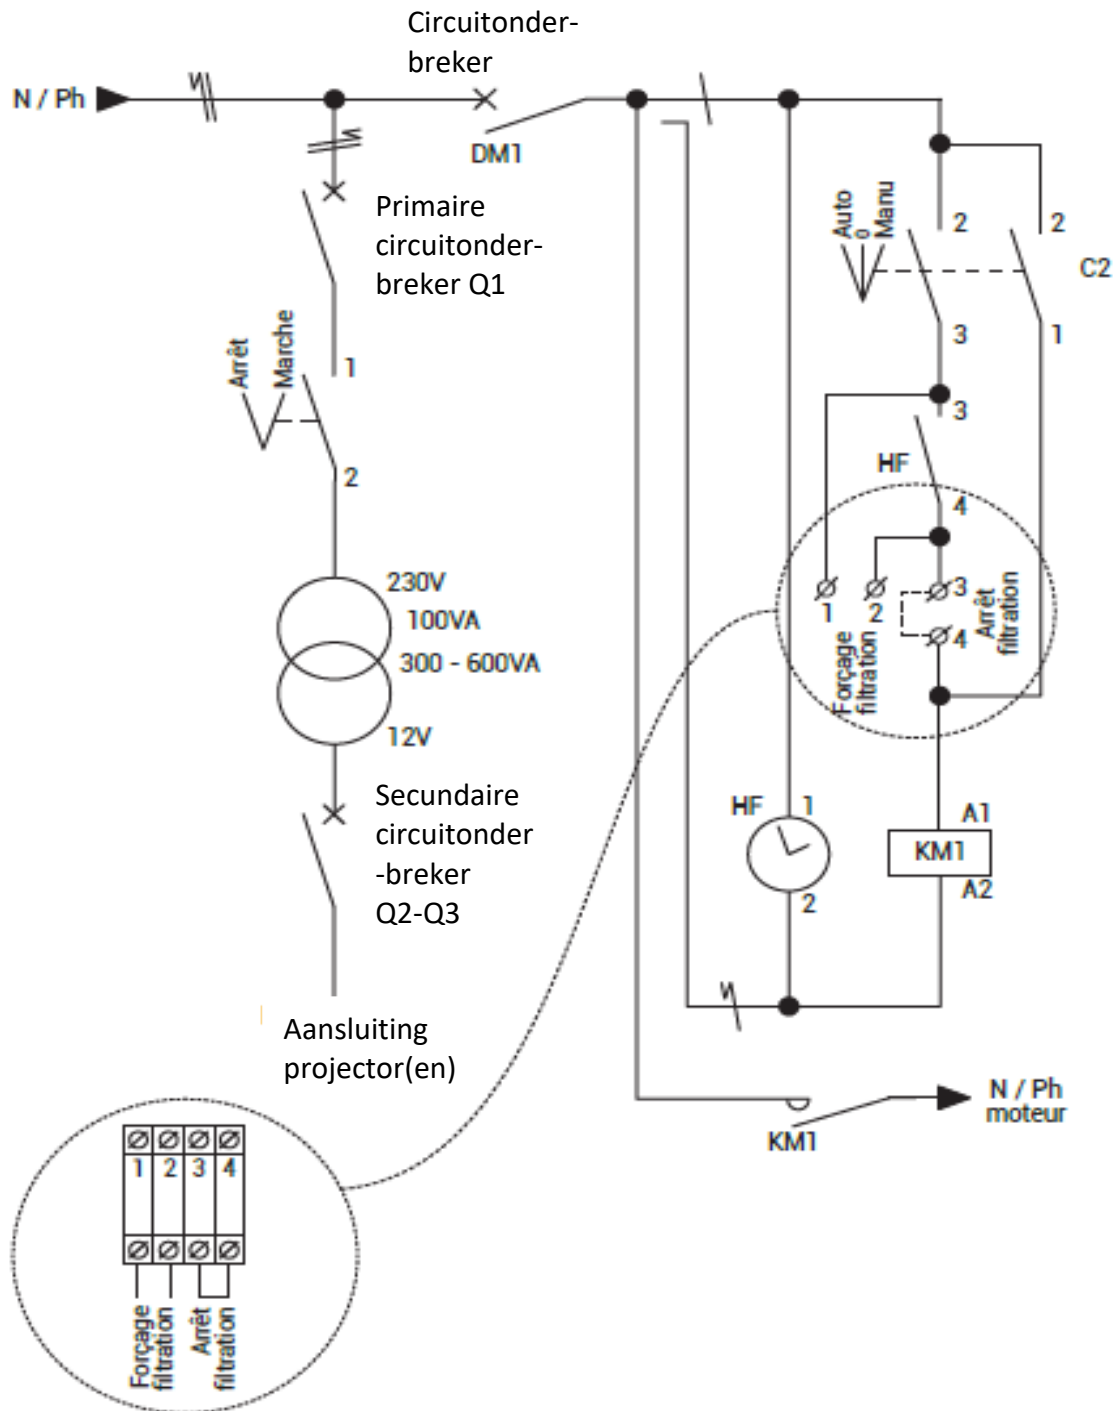 Circuitonder-
breker
N / Ph
DM1
Primaire
circuitonder-
breker Q1
Auto
0
Manu
2
2
C2
3
1
Arrêt
Marche
1
2
3
HF
4
230V
100VA
300 - 600VA
12V
1
2
3
4
Forçage
filtration
Arrêt
filtration
Secundaire
circuitonder
-breker
Q2-Q3
HF
1
2
A1
KM1
A2
Aansluiting
projector(en)
KM1
N / Ph
moteur
1
2
3
4
Forçage
filtration
Arrêt
filtration